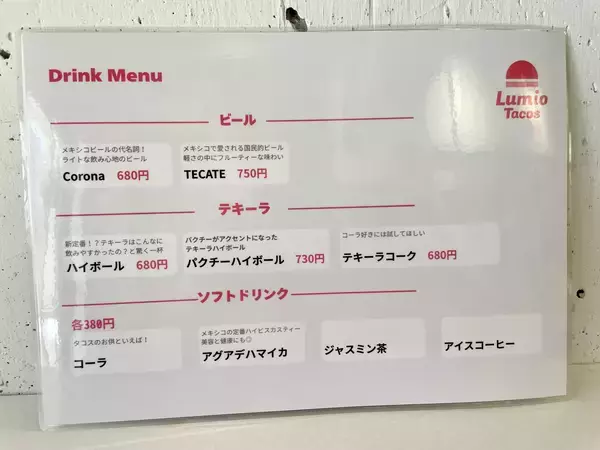 Drink Menu
Lumio
Tacos
ビール
メキシコビールの代名詞！
ライトな飲み心地のビール
Corona 680円
メキシコで愛される国民的ビール
軽さの中にフルーティーな味わい
TECATE 750円
テキーラ
新定番！？テキーラはこんなに
飲みやすかったの？と驚く一杯
ハイボール 680円
パクチーがアクセントになった
テキーラハイボール
パクチーハイボール 730円
コーラ好きには試してほしい
テキーラコーク 680円
ソフトドリンク
各380円
タコスのお供といえば！
コーラ
メキシコの定番ハイビスカスティー
美容と健康にも☺
アグアデハマイカ
ジャスミン茶
アイスコーヒー